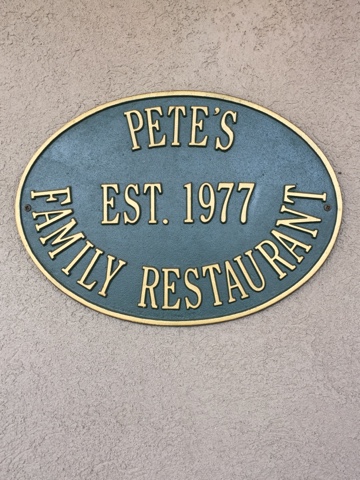 PETE'S
EST. 1977
FAMILY RESTAURANT